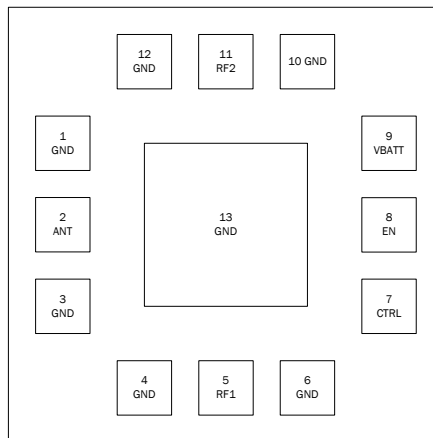 12
GND
11
RF2
10 GND
1
GND
9
VBATT
2
ANT
13
GND
8
EN
3
GND
7
CTRL
4
GND
5
RF1
6
GND